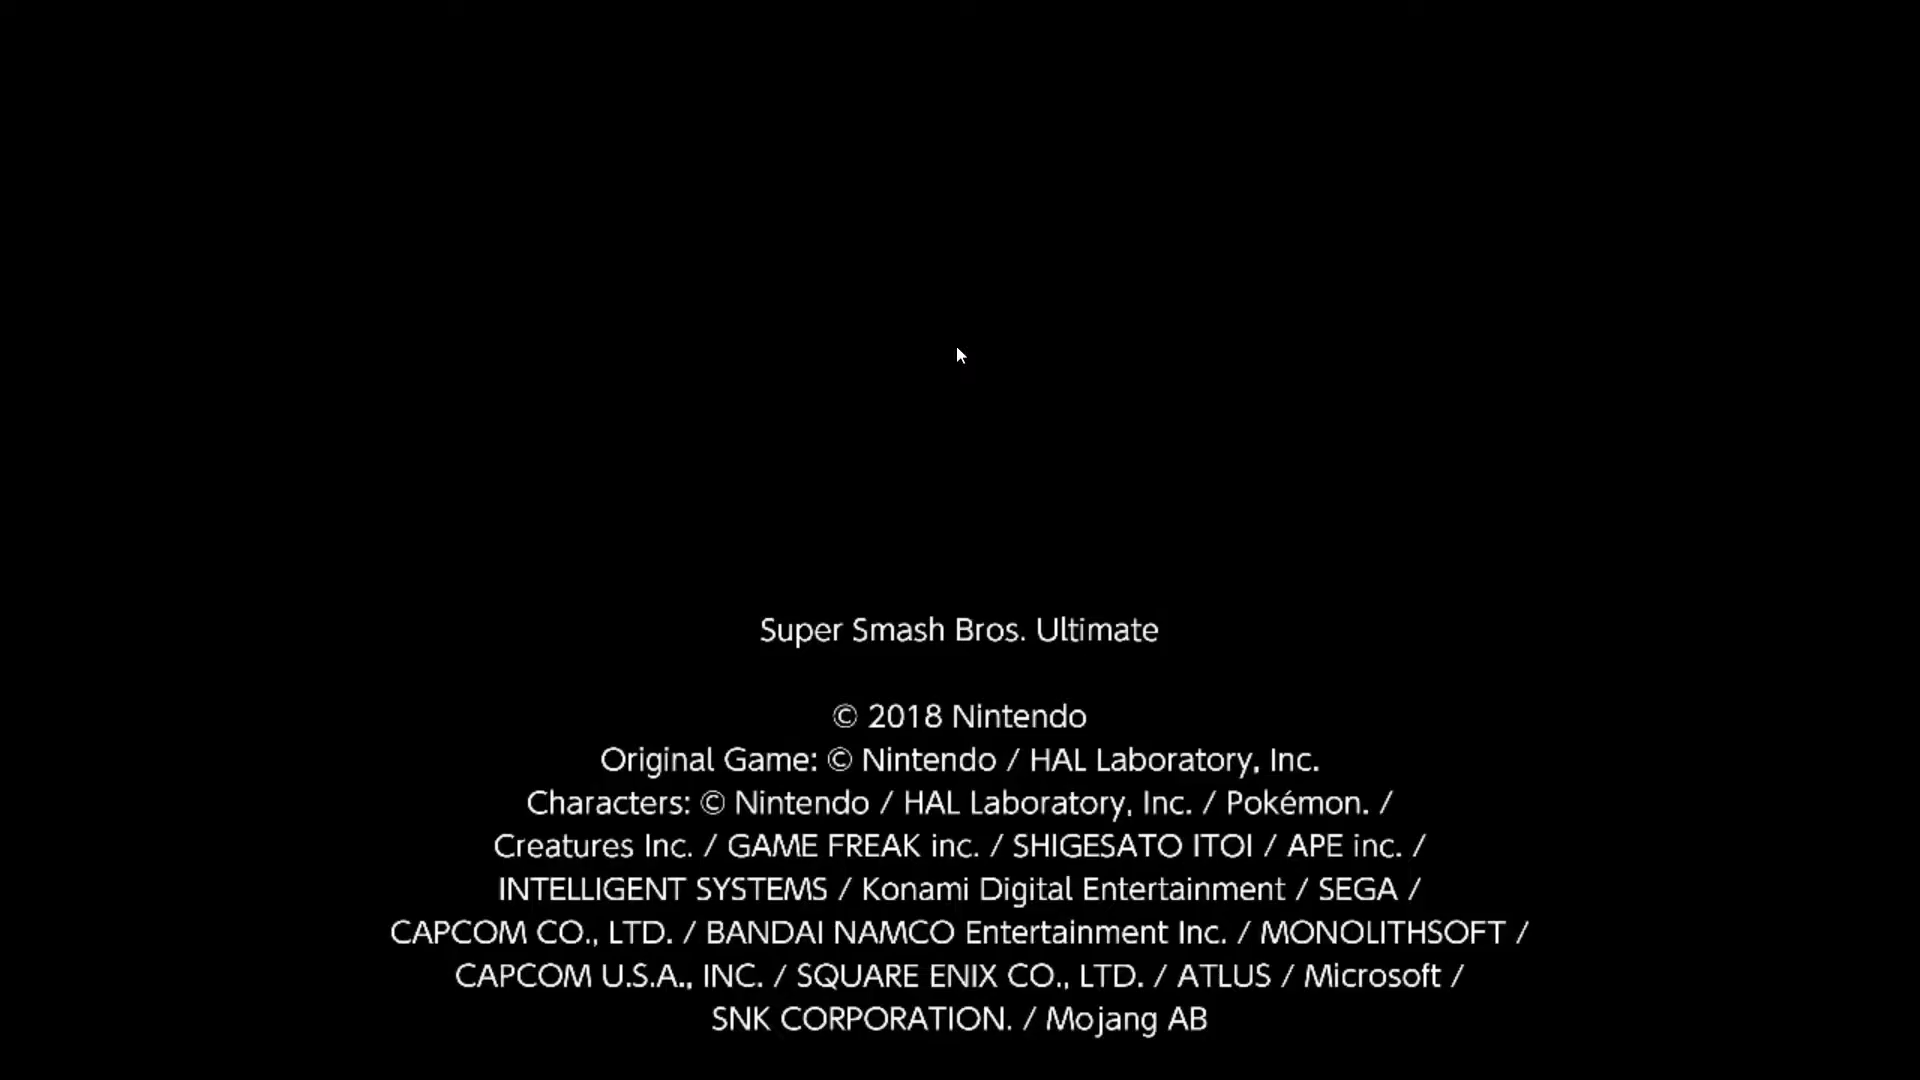 Super Smash Bros. Ultimate
© 2018 Nintendo
Original Game: © Nintendo / HAL Laboratory, Inc.
Characters: © Nintendo / HAL Laboratory, Inc. / Pokémon. /
Creatures Inc. / GAME FREAK inc. / SHIGESATO ITOI / APE inc. /
INTELLIGENT SYSTEMS / Konami Digital Entertainment / SEGA /
CAPCOM CO., LTD. / BANDAI NAMCO Entertainment Inc. / MONOLITHSOFT /
CAPCOM U.S.A., INC. / SQUARE ENIX CO., LTD. / ATLUS / Microsoft /
SNK CORPORATION. / Mojang AB